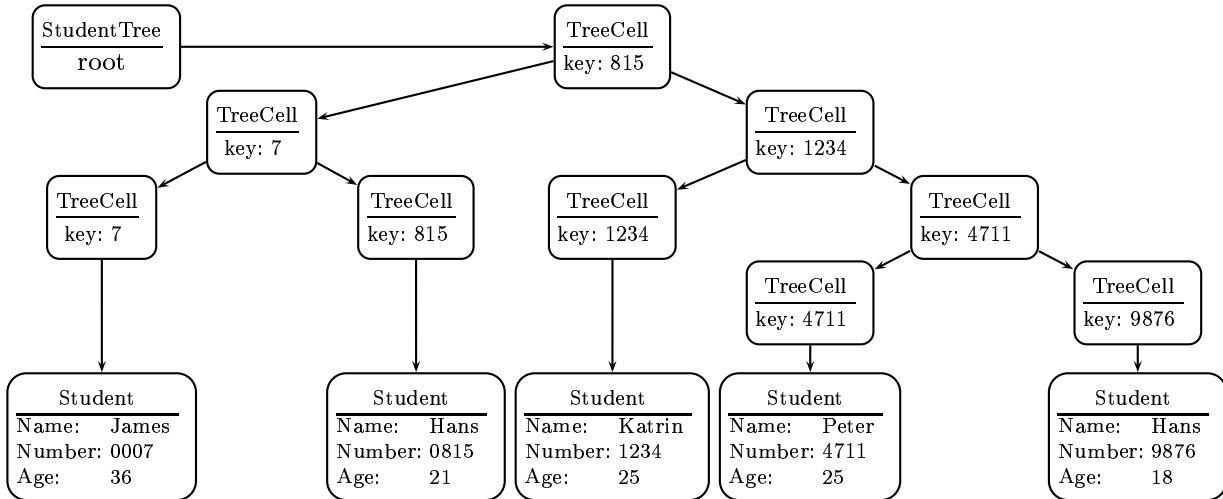 StudentTree
root
TreeCell
key: 815
TreeCell
key: 7
TreeCell
key: 1234
TreeCell
key: 7
TreeCell
key: 815
TreeCell
key: 1234
TreeCell
key: 4711
TreeCell
key: 4711
TreeCell
key: 9876
Student
Name: James
Number: 0007
Age: 36
Student
Name: Hans
Number: 0815
Age: 21
Student
Name: Katrin
Number: 1234
Age: 25
Student
Name: Peter
Number: 4711
Age: 25
Student
Name: Hans
Number: 9876
Age: 18